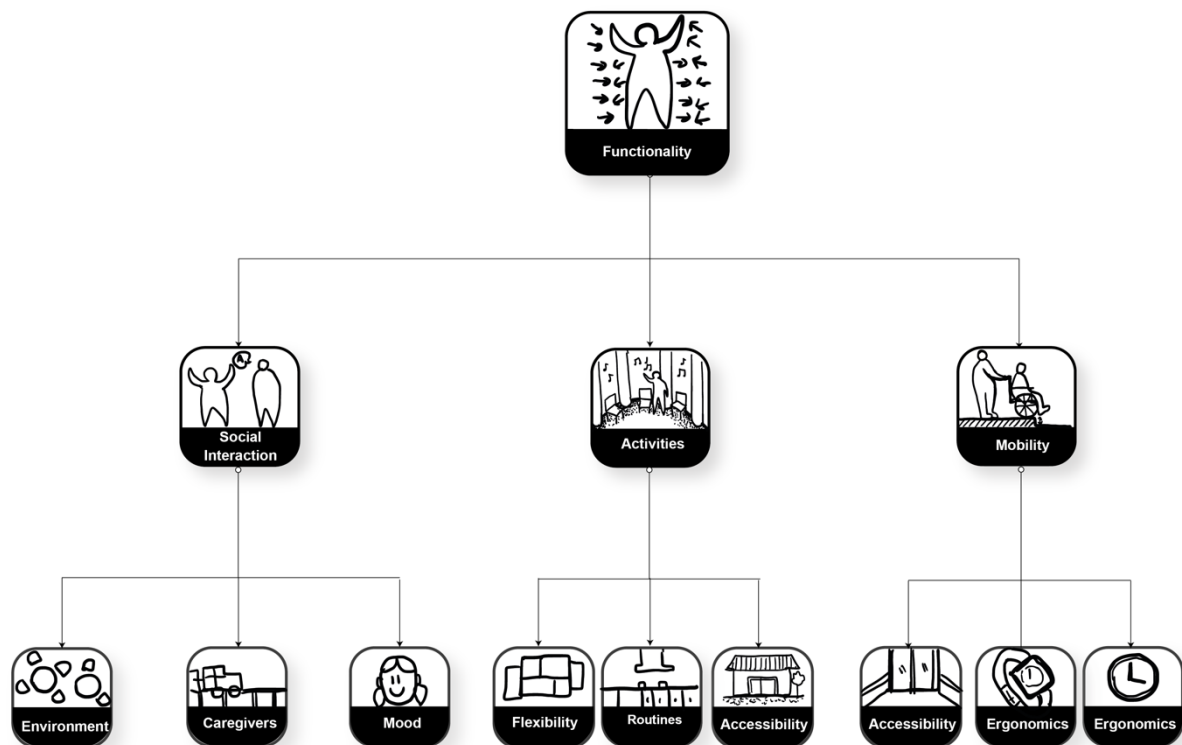 Functionality
Social
Interaction
Activities
Mobility
Environment
Caregivers
Mood
Flexibility
Routines
Accessibility
Accessibility
Ergonomics
Ergonomics